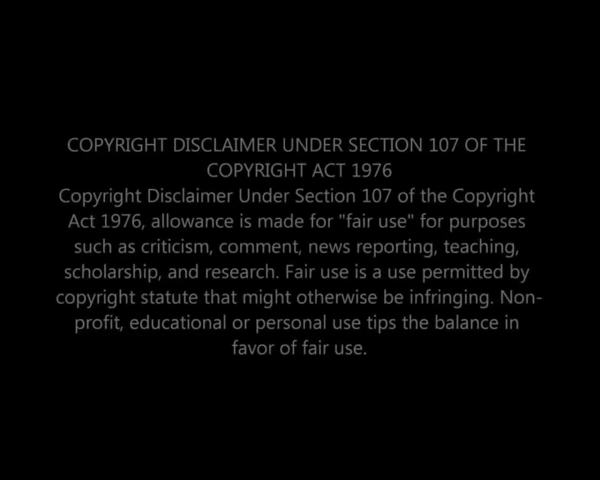 COPYRIGHT DISCLAIMER UNDER SECTION 107 OF THE
COPYRIGHT ACT 1976
Copyright Disclaimer Under Section 107 of the Copyright
Act 1976, allowance is made for "fair use" for purposes
such as criticism, comment, news reporting, teaching,
scholarship, and research. Fair use is a use permitted by
copyright statute that might otherwise be infringing. Non-
profit, educational or personal use tips the balance in
favor of fair use.